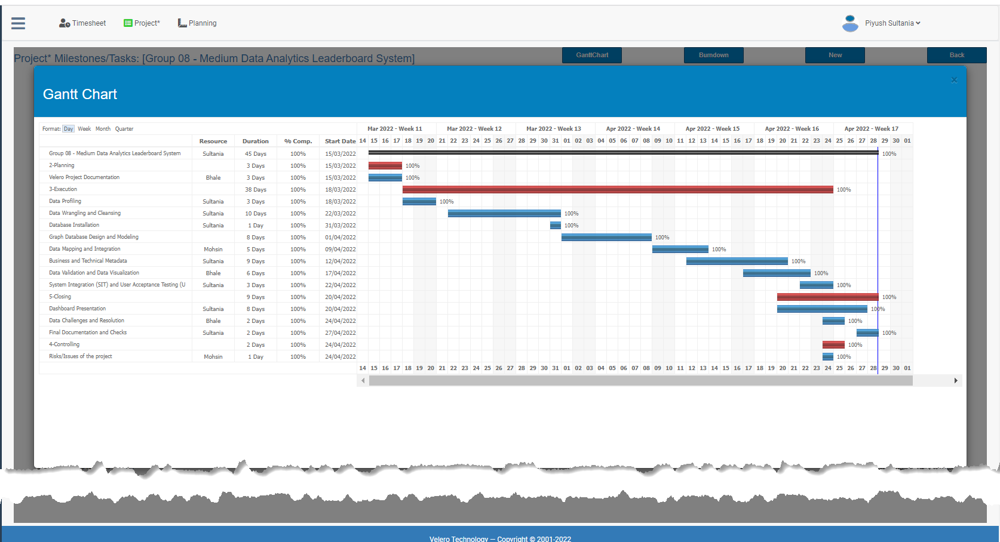 Timesheet Project* Planning Piyush Sultania
Project* Milestones/Tasks: [Group 08 - Medium Data Analytics Leaderboard System] GanttChart Burndown New Back
×
Gantt Chart
Format: Day Week Month Quarter Mar 2022 - Week 11 Mar 2022 - Week 12 Mar 2022 - Week 13 Apr 2022 - Week 14 Apr 2022 - Week 15 Apr 2022 - Week 16 Apr 2022 - Week 17
Resource Duration % Comp. Start Date 14 15 16 17 18 19 20 21 22 23 24 25 26 27 28 29 30 31 01 02 03 04 05 06 07 08 09 10 11 12 13 14 15 16 17 18 19 20 21 22 23 24 25 26 27 28 29 30 01
Group 08 - Medium Data Analytics Leaderboard System Sultania 45 Days 100% 15/03/2022 100%
2-Planning 3 Days 100% 15/03/2022 100%
Velero Project Documentation Bhale 3 Days 100% 15/03/2022 100%
3-Execution 38 Days 100% 18/03/2022 100%
Data Profiling Sultania 3 Days 100% 18/03/2022 100%
Data Wrangling and Cleansing Sultania 10 Days 100% 22/03/2022 100%
Database Installation Sultania 1 Day 100% 31/03/2022 100%
Graph Database Design and Modeling 8 Days 100% 01/04/2022 100%
Data Mapping and Integration Mohsin 5 Days 100% 09/04/2022 100%
Business and Technical Metadata Sultania 9 Days 100% 12/04/2022 100%
Data Validation and Data Visualization Bhale 6 Days 100% 17/04/2022 100%
System Integration (SIT) and User Acceptance Testing (U Sultania 3 Days 100% 22/04/2022 100%
5-Closing 9 Days 100% 20/04/2022 100%
Dashboard Presentation Sultania 8 Days 100% 20/04/2022 100%
Data Challenges and Resolution Bhale 2 Days 100% 24/04/2022 100%
Final Documentation and Checks Sultania 2 Days 100% 27/04/2022 100%
4-Controlling 2 Days 100% 24/04/2022 100%
Risks/Issues of the project Mohsin 1 Day 100% 24/04/2022 100%
14 15 16 17 18 19 20 21 22 23 24 25 26 27 28 29 30 31 01 02 03 04 05 06 07 08 09 10 11 12 13 14 15 16 17 18 19 20 21 22 23 24 25 26 27 28 29 30 01
Velero Technology — Copyright © 2001-2022